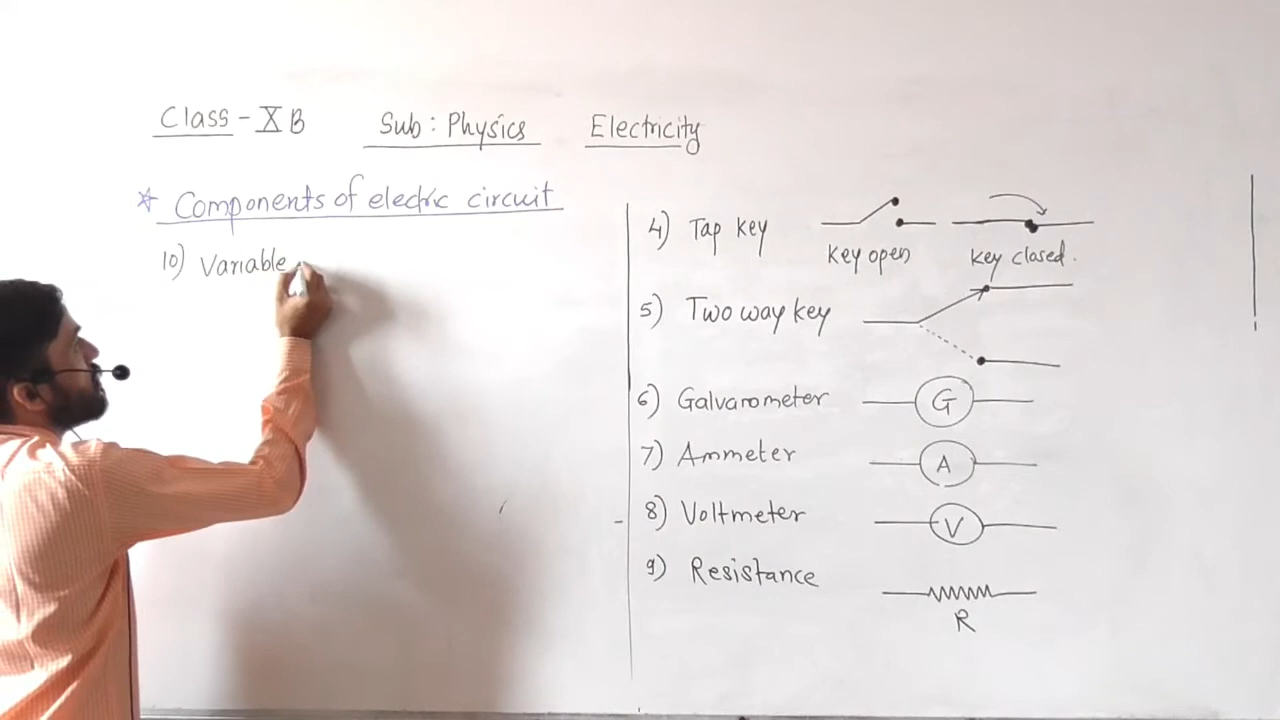 Class - X B Sub : Physics Electricity
☆ Components of electric circuit
10) Variable
4) Tap key
key open key closed.
5) Two way key
6) Galvanometer G
7) Ammeter A
8) Voltmeter V
9) Resistance
R